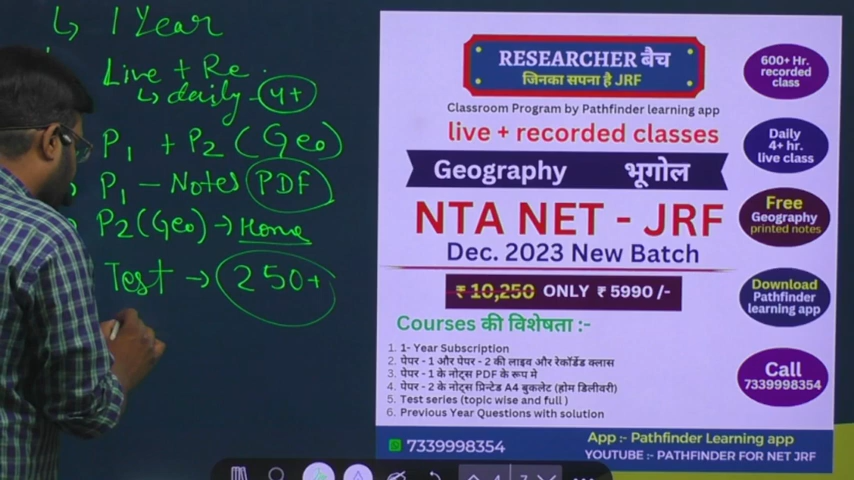 ↳ 1 Year
Live + Re.
↳ daily - 4+
P1 + P2 (Geo)
P1 - Notes PDF
P2 (Geo) → Home
Test → 250+
RESEARCHER बैच
जिनका सपना है JRF
Classroom Program by Pathfinder learning app
live + recorded classes
Geography भूगोल
NTA NET - JRF
Dec. 2023 New Batch
₹ 10,250 ONLY ₹ 5990 /-
Courses की विशेषता :-
1. 1- Year Subscription
2. पेपर - 1 और पेपर - 2 की लाइव और रेकॉर्डेड क्लास
3. पेपर - 1 के नोट्स PDF के रूप मे
4. पेपर - 2 के नोट्स प्रिन्टेड A4 बुकलेट (होम डिलीवरी)
5. Test series (topic wise and full )
6. Previous Year Questions with solution
600+ Hr.
recorded
class
Daily
4+ hr.
live class
Free
Geography
printed notes
Download
Pathfinder
learning app
Call
7339998354
7339998354
App :- Pathfinder Learning app
YOUTUBE :- PATHFINDER FOR NET JRF